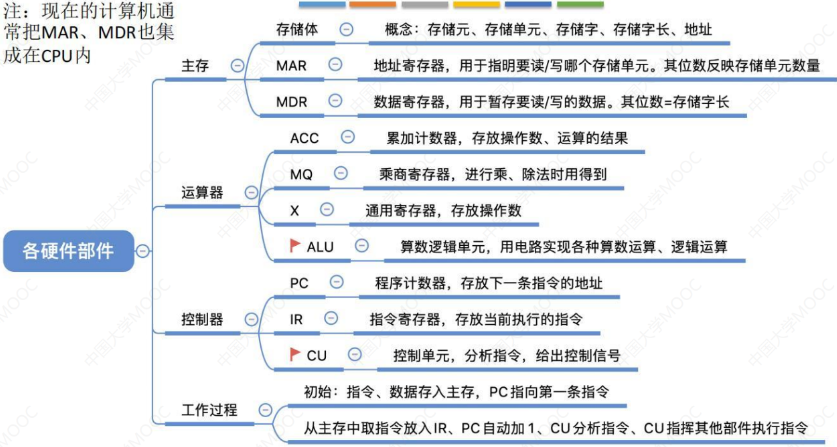 注：现在的计算机通
常把MAR、MDR也集
成在CPU内
各硬件部件
主存
存储体
概念：存储元、存储单元、存储字、存储字长、地址
MAR
地址寄存器，用于指明要读/写哪个存储单元。其位数反映存储单元数量
MDR
数据寄存器，用于暂存要读/写的数据。其位数=存储字长
运算器
ACC
累加计数器，存放操作数、运算的结果
MQ
乘商寄存器，进行乘、除法时用得到
X
通用寄存器，存放操作数
ALU
算数逻辑单元，用电路实现各种算数运算、逻辑运算
控制器
PC
程序计数器，存放下一条指令的地址
IR
指令寄存器，存放当前执行的指令
CU
控制单元，分析指令，给出控制信号
工作过程
初始：指令、数据存入主存，PC指向第一条指令
从主存中取指令放入IR、PC自动加1、CU分析指令、CU指挥其他部件执行指令
中国大学MOOC